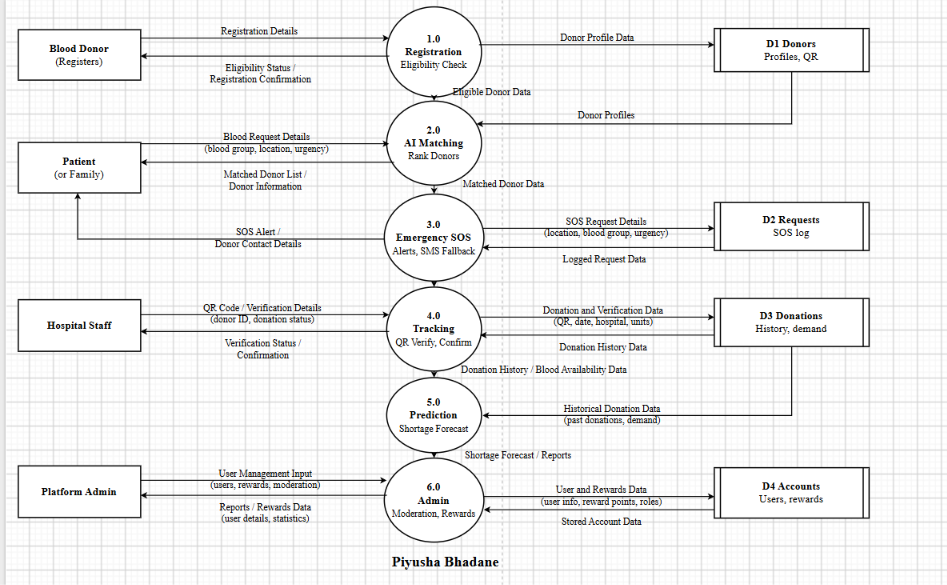 Registration Details
Blood Donor
(Registers)
Eligibility Status /
Registration Confirmation
1.0
Registration
Eligibility Check
Donor Profile Data
D1 Donors
Profiles, QR
Eligible Donor Data
Donor Profiles
Blood Request Details
(blood group, location, urgency)
Patient
(or Family)
Matched Donor List /
Donor Information
2.0
AI Matching
Rank Donors
Matched Donor Data
SOS Alert /
Donor Contact Details
3.0
Emergency SOS
Alerts, SMS Fallback
SOS Request Details
(location, blood group, urgency)
Logged Request Data
D2 Requests
SOS log
QR Code / Verification Details
(donor ID, donation status)
Hospital Staff
Verification Status /
Confirmation
4.0
Tracking
QR Verify, Confirm
Donation and Verification Data
(QR, date, hospital, units)
Donation History Data
D3 Donations
History, demand
Donation History / Blood Availability Data
5.0
Prediction
Shortage Forecast
Historical Donation Data
(past donations, demand)
Shortage Forecast / Reports
User Management Input
(users, rewards, moderation)
Platform Admin
Reports / Rewards Data
(user details, statistics)
6.0
Admin
Moderation, Rewards
User and Rewards Data
(user info, reward points, roles)
Stored Account Data
D4 Accounts
Users, rewards
Piyusha Bhadane